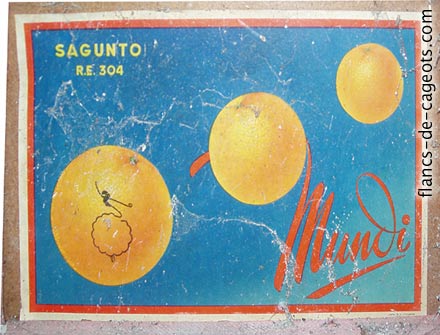 SAGUNTO
R.E. 304
Mundi
flancs-de-cageots.com